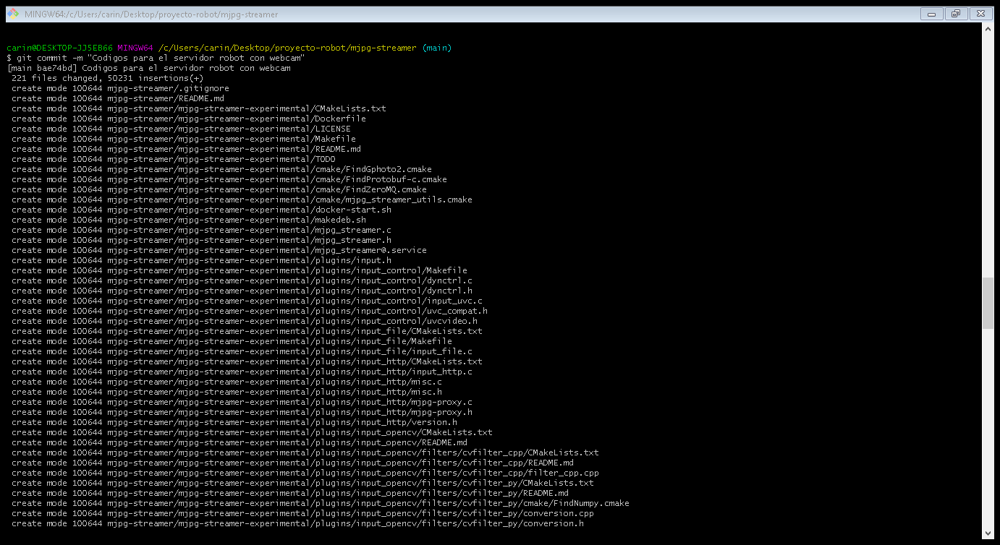 MINGW64:/c/Users/carin/Desktop/proyecto-robot/mjpg-streamer
carin@DESKTOP-JJ5EB66 MINGW64 /c/Users/carin/Desktop/proyecto-robot/mjpg-streamer (main)
$ git commit -m "Codigos para el servidor robot con webcam"
[main bae74bd] Codigos para el servidor robot con webcam
 221 files changed, 50231 insertions(+)
 create mode 100644 mjpg-streamer/.gitignore
 create mode 100644 mjpg-streamer/README.md
 create mode 100644 mjpg-streamer/mjpg-streamer-experimental/CMakeLists.txt
 create mode 100644 mjpg-streamer/mjpg-streamer-experimental/Dockerfile
 create mode 100644 mjpg-streamer/mjpg-streamer-experimental/LICENSE
 create mode 100644 mjpg-streamer/mjpg-streamer-experimental/Makefile
 create mode 100644 mjpg-streamer/mjpg-streamer-experimental/README.md
 create mode 100644 mjpg-streamer/mjpg-streamer-experimental/TODO
 create mode 100644 mjpg-streamer/mjpg-streamer-experimental/cmake/FindGphoto2.cmake
 create mode 100644 mjpg-streamer/mjpg-streamer-experimental/cmake/FindProtobuf-c.cmake
 create mode 100644 mjpg-streamer/mjpg-streamer-experimental/cmake/FindZeroMQ.cmake
 create mode 100644 mjpg-streamer/mjpg-streamer-experimental/cmake/mjpg_streamer_utils.cmake
 create mode 100644 mjpg-streamer/mjpg-streamer-experimental/docker-start.sh
 create mode 100644 mjpg-streamer/mjpg-streamer-experimental/makedeb.sh
 create mode 100644 mjpg-streamer/mjpg-streamer-experimental/mjpg_streamer.c
 create mode 100644 mjpg-streamer/mjpg-streamer-experimental/mjpg_streamer.h
 create mode 100644 mjpg-streamer/mjpg-streamer-experimental/mjpg_streamer@.service
 create mode 100644 mjpg-streamer/mjpg-streamer-experimental/plugins/input.h
 create mode 100644 mjpg-streamer/mjpg-streamer-experimental/plugins/input_control/Makefile
 create mode 100644 mjpg-streamer/mjpg-streamer-experimental/plugins/input_control/dynctrl.c
 create mode 100644 mjpg-streamer/mjpg-streamer-experimental/plugins/input_control/dynctrl.h
 create mode 100644 mjpg-streamer/mjpg-streamer-experimental/plugins/input_control/input_uvc.c
 create mode 100644 mjpg-streamer/mjpg-streamer-experimental/plugins/input_control/uvc_compat.h
 create mode 100644 mjpg-streamer/mjpg-streamer-experimental/plugins/input_control/uvcvideo.h
 create mode 100644 mjpg-streamer/mjpg-streamer-experimental/plugins/input_file/CMakeLists.txt
 create mode 100644 mjpg-streamer/mjpg-streamer-experimental/plugins/input_file/Makefile
 create mode 100644 mjpg-streamer/mjpg-streamer-experimental/plugins/input_file/input_file.c
 create mode 100644 mjpg-streamer/mjpg-streamer-experimental/plugins/input_http/CMakeLists.txt
 create mode 100644 mjpg-streamer/mjpg-streamer-experimental/plugins/input_http/input_http.c
 create mode 100644 mjpg-streamer/mjpg-streamer-experimental/plugins/input_http/misc.c
 create mode 100644 mjpg-streamer/mjpg-streamer-experimental/plugins/input_http/misc.h
 create mode 100644 mjpg-streamer/mjpg-streamer-experimental/plugins/input_http/mjpg-proxy.c
 create mode 100644 mjpg-streamer/mjpg-streamer-experimental/plugins/input_http/mjpg-proxy.h
 create mode 100644 mjpg-streamer/mjpg-streamer-experimental/plugins/input_http/version.h
 create mode 100644 mjpg-streamer/mjpg-streamer-experimental/plugins/input_opencv/CMakeLists.txt
 create mode 100644 mjpg-streamer/mjpg-streamer-experimental/plugins/input_opencv/README.md
 create mode 100644 mjpg-streamer/mjpg-streamer-experimental/plugins/input_opencv/filters/cvfilter_cpp/CMakeLists.txt
 create mode 100644 mjpg-streamer/mjpg-streamer-experimental/plugins/input_opencv/filters/cvfilter_cpp/README.md
 create mode 100644 mjpg-streamer/mjpg-streamer-experimental/plugins/input_opencv/filters/cvfilter_cpp/filter_cpp.cpp
 create mode 100644 mjpg-streamer/mjpg-streamer-experimental/plugins/input_opencv/filters/cvfilter_py/CMakeLists.txt
 create mode 100644 mjpg-streamer/mjpg-streamer-experimental/plugins/input_opencv/filters/cvfilter_py/README.md
 create mode 100644 mjpg-streamer/mjpg-streamer-experimental/plugins/input_opencv/filters/cvfilter_py/cmake/FindNumpy.cmake
 create mode 100644 mjpg-streamer/mjpg-streamer-experimental/plugins/input_opencv/filters/cvfilter_py/conversion.cpp
 create mode 100644 mjpg-streamer/mjpg-streamer-experimental/plugins/input_opencv/filters/cvfilter_py/conversion.h